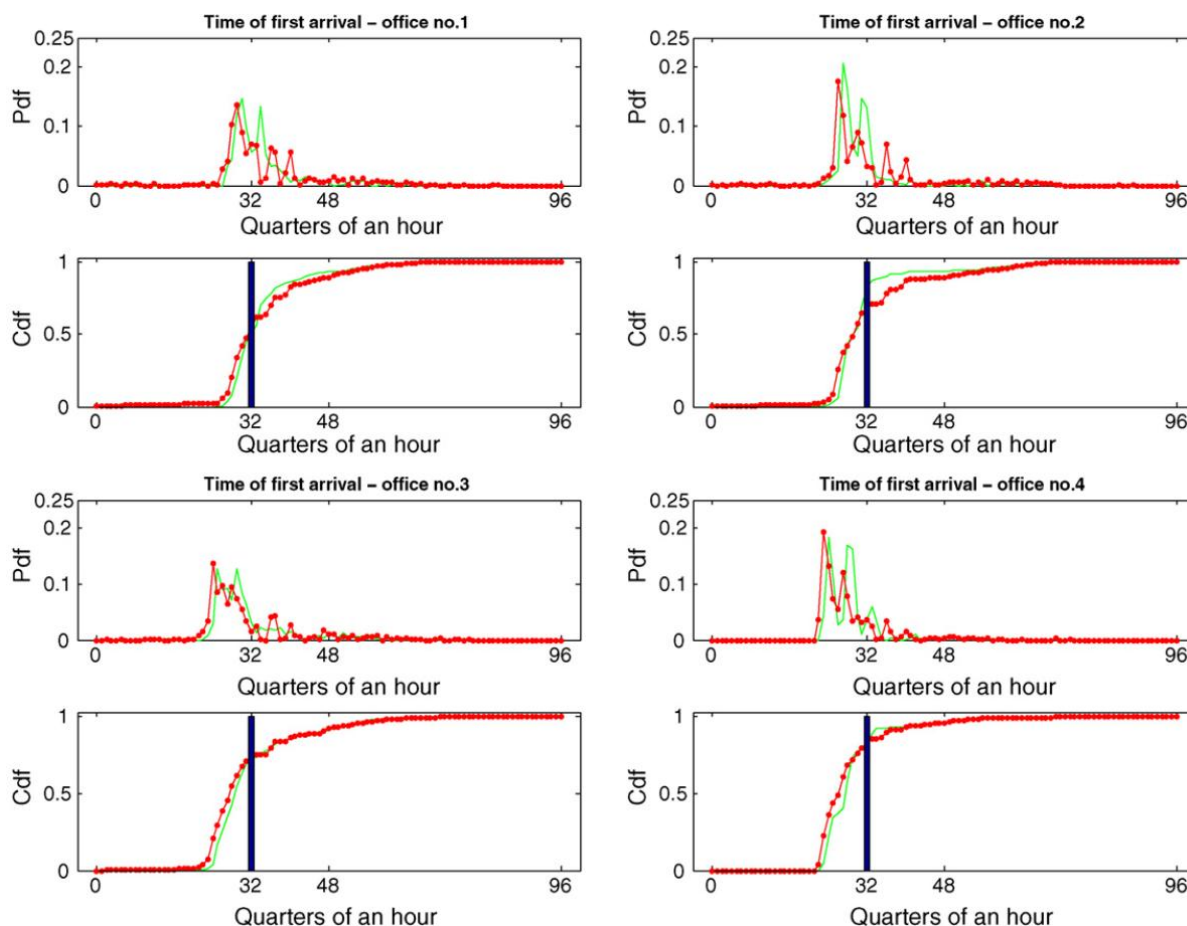 Time of first arrival – office no.1
0.25
0.2
0.1
0
Pdf
0 32 48 96
Quarters of an hour
1
0.5
0
Cdf
0 32 48 96
Quarters of an hour
Time of first arrival – office no.2
0.25
0.2
0.1
0
Pdf
0 32 48 96
Quarters of an hour
1
0.5
0
Cdf
0 32 48 96
Quarters of an hour
Time of first arrival – office no.3
0.25
0.2
0.1
0
Pdf
0 32 48 96
Quarters of an hour
1
0.5
0
Cdf
0 32 48 96
Quarters of an hour
Time of first arrival – office no.4
0.25
0.2
0.1
0
Pdf
0 32 48 96
Quarters of an hour
1
0.5
0
Cdf
0 32 48 96
Quarters of an hour